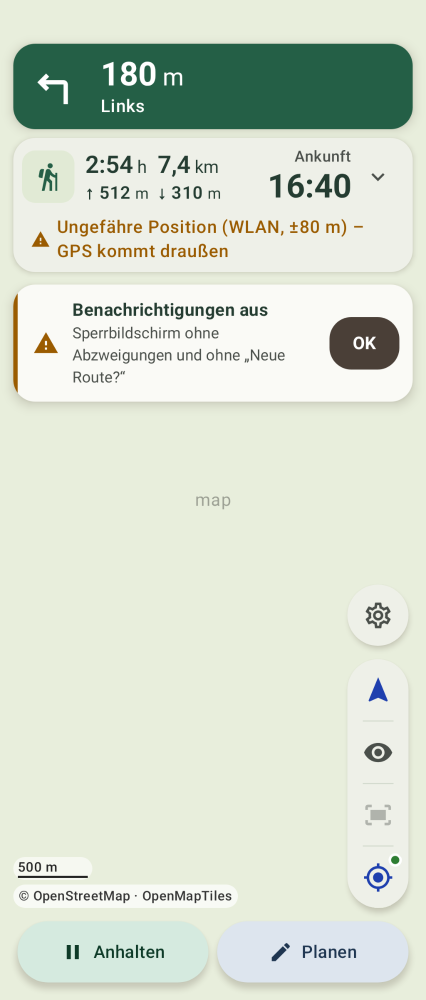 180 m
Links
2:54 h 7,4 km
↑ 512 m ↓ 310 m
Ankunft
16:40
Ungefähre Position (WLAN, ±80 m) –
GPS kommt draußen
Benachrichtigungen aus
Sperrbildschirm ohne
Abzweigungen und ohne „Neue
Route?“
OK
map
500 m
© OpenStreetMap · OpenMapTiles
Anhalten
Planen